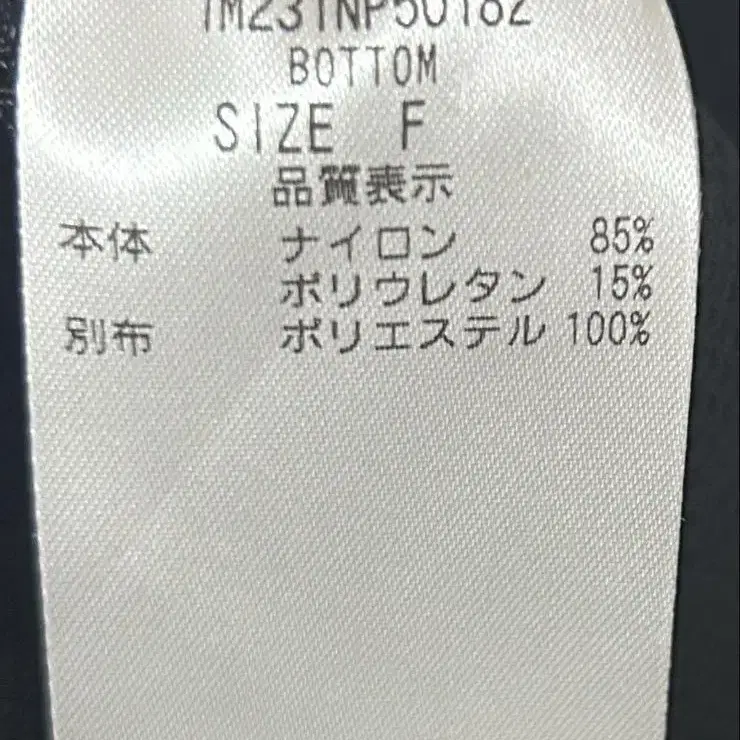 1M231NP50182
BOTTOM
SIZE F
品質表示
本体 ナイロン 85%
ポリウレタン 15%
別布 ポリエステル 100%